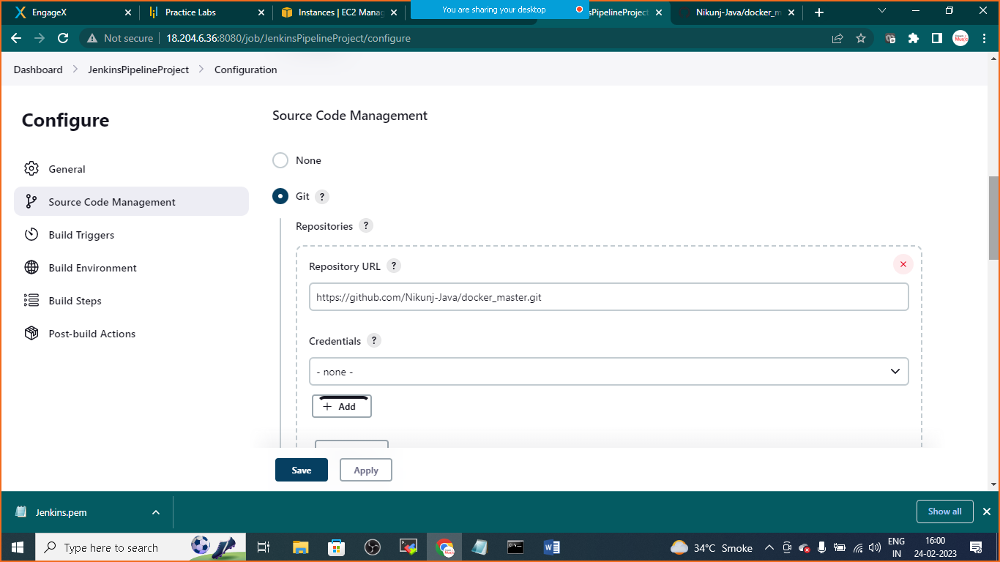 EngageX
Practice Labs
Instances | EC2 Manag
You are sharing your desktop
sPipelineProject
Nikunj-Java/docker_m
Not secure
18.204.6.36:8080/job/JenkinsPipelineProject/configure
Dashboard
JenkinsPipelineProject
Configuration
Configure
General
Source Code Management
Build Triggers
Build Environment
Build Steps
Post-build Actions
Source Code Management
None
Git ?
Repositories ?
Repository URL ?
https://github.com/Nikunj-Java/docker_master.git
Credentials ?
- none -
+ Add
Save
Apply
Jenkins.pem
Show all
Type here to search
34°C Smoke
ENG
IN
16:00
24-02-2023